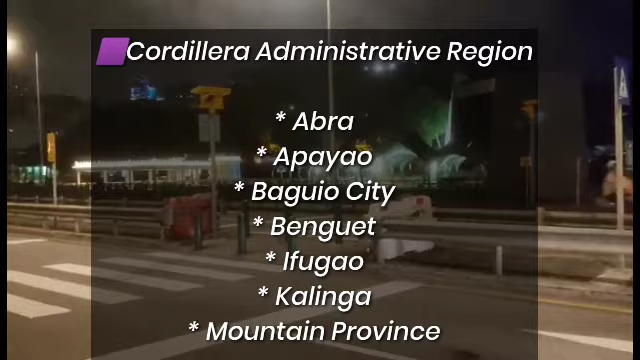 Cordillera Administrative Region
* Abra
* Apayao
* Baguio City
* Benguet
* Ifugao
* Kalinga
* Mountain Province